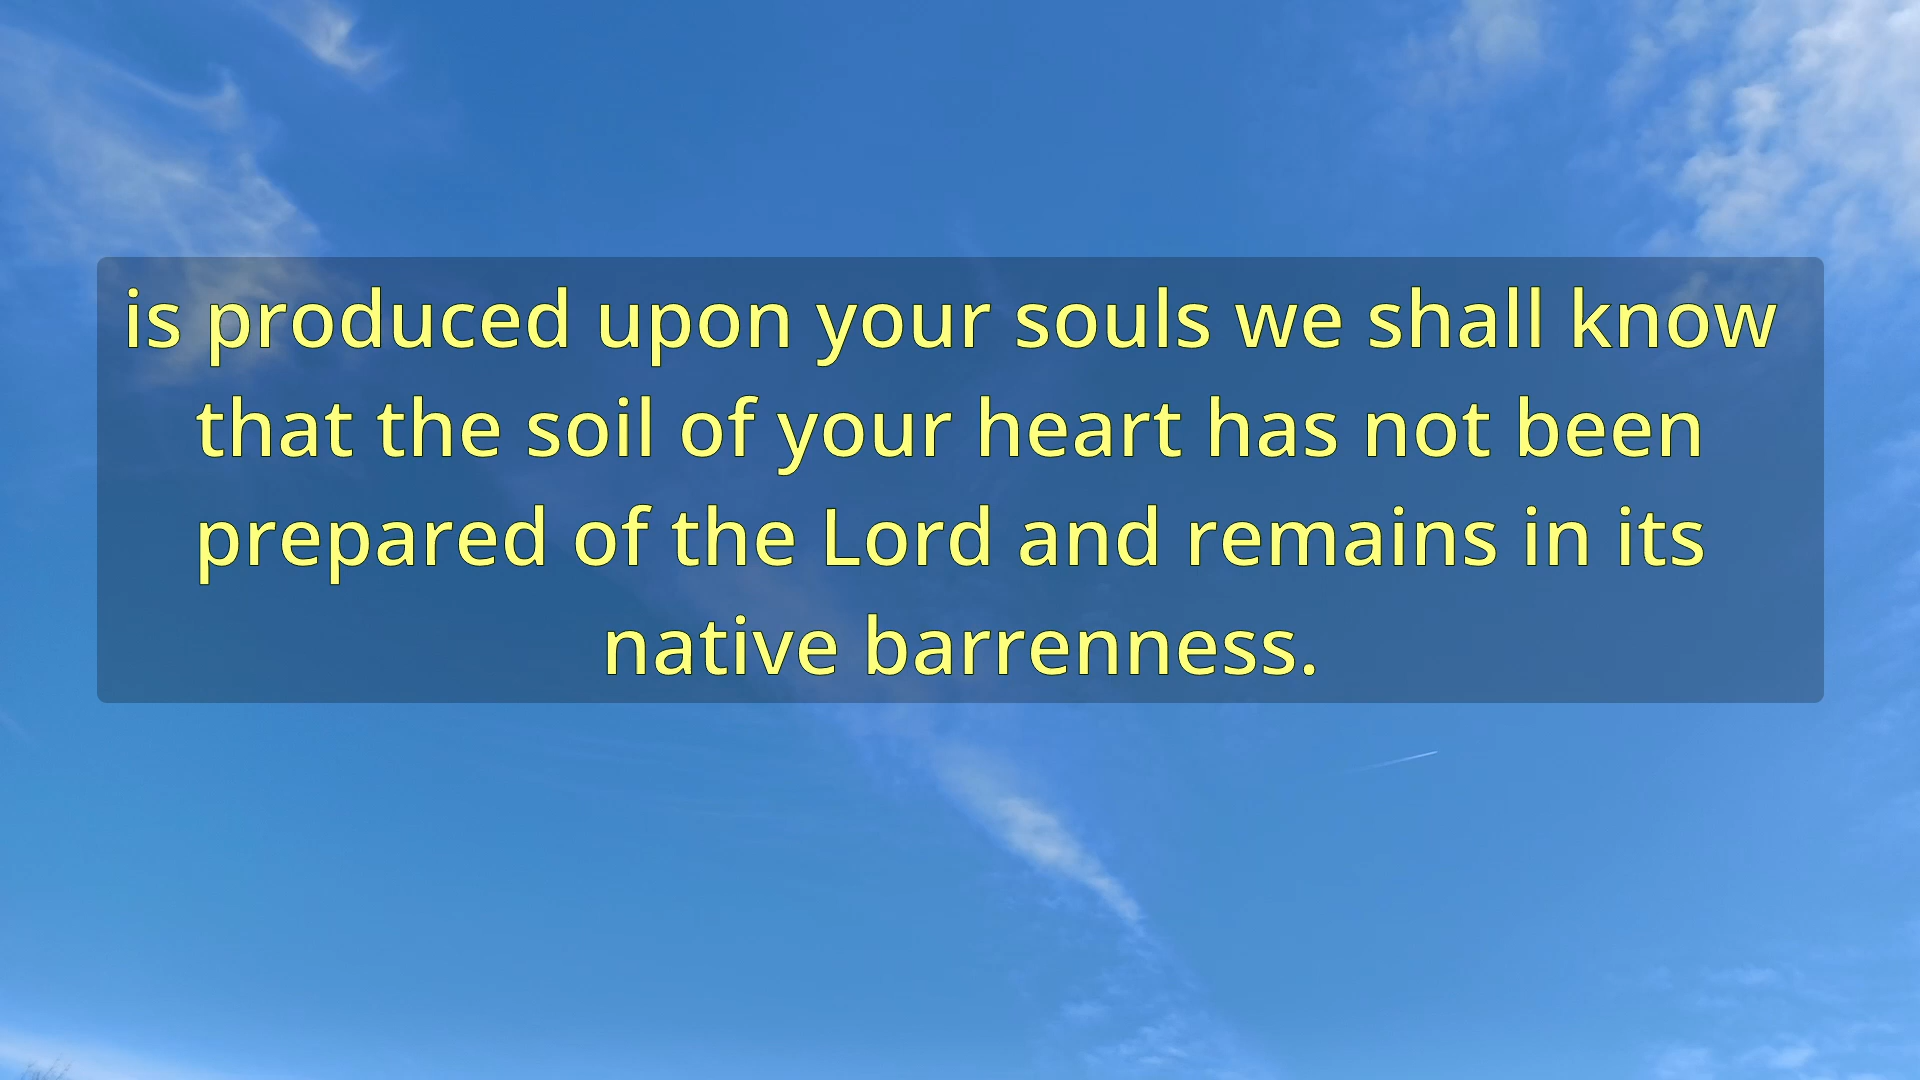 is produced upon your souls we shall know
that the soil of your heart has not been
prepared of the Lord and remains in its
native barrenness.